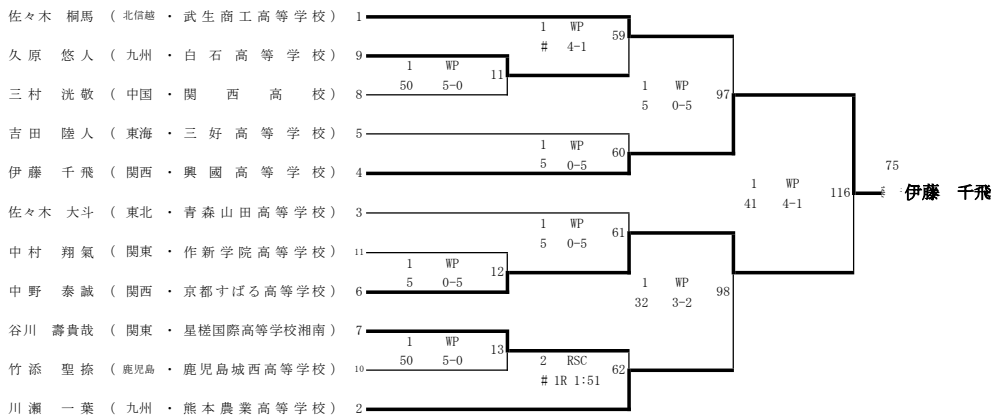 佐々木 桐馬 ( 北信越 ・ 武生商工高等学校 ) 1
久原 悠人 ( 九州 ・ 白石高等学校 ) 9
三村 洸敬 ( 中国 ・ 関西高校 ) 8
吉田 陸人 ( 東海 ・ 三好高等学校 ) 5
伊藤 千飛 ( 関西 ・ 興國高等学校 ) 4
佐々木 大斗 ( 東北 ・ 青森山田高等学校 ) 3
中村 翔氣 ( 関東 ・ 作新学院高等学校 ) 11
中野 泰誠 ( 関西 ・ 京都すばる高等学校 ) 6
谷川 壽貴哉 ( 関東 ・ 星槎国際高等学校湘南 ) 7
竹添 聖捺 ( 鹿児島 ・ 鹿児島城西高等学校 ) 10
川瀬 一葉 ( 九州 ・ 熊本農業高等学校 ) 2
1 WP
50 5-0
11
1 WP
5 0-5
12
1 WP
50 5-0
13
1 WP
# 4-1
59
1 WP
5 0-5
60
1 WP
5 0-5
61
2 RSC
# 1R 1:51
62
1 WP
5 0-5
97
1 WP
32 3-2
98
1 WP
41 4-1
116
75
伊藤 千飛